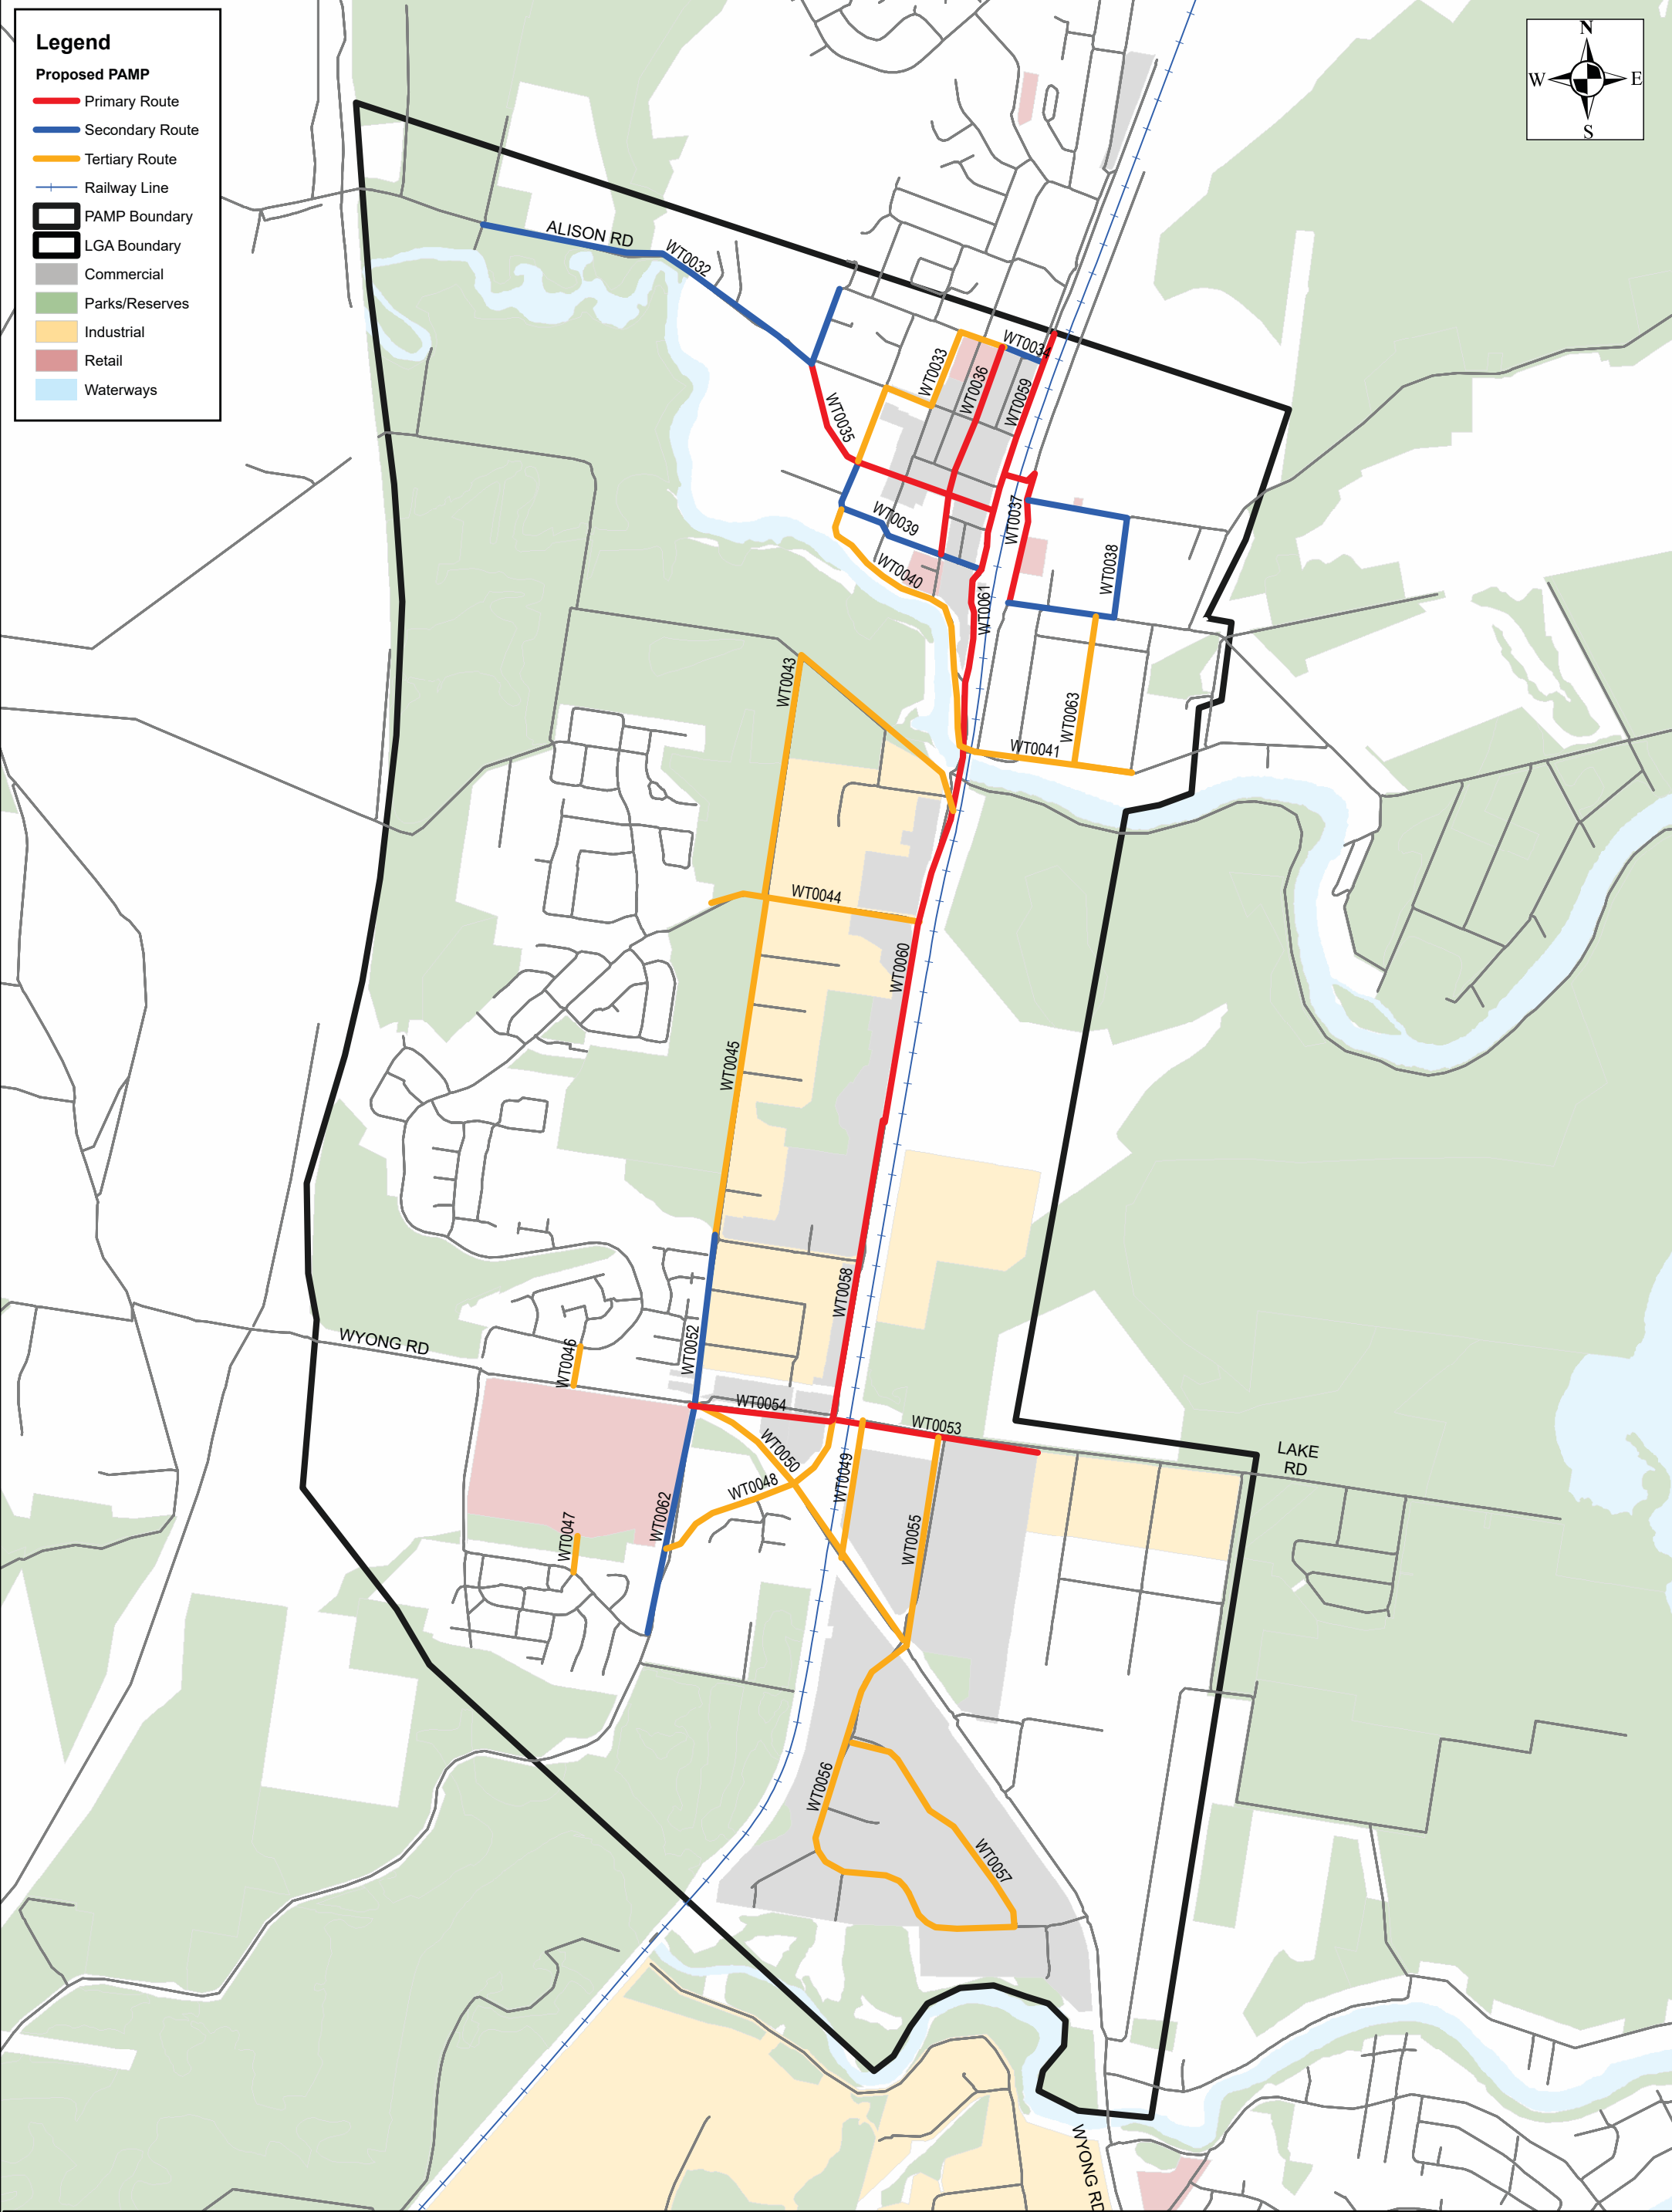 Legend
Proposed PAMP
Primary Route
Secondary Route
Tertiary Route
Railway Line
PAMP Boundary
LGA Boundary
Commercial
Parks/Reserves
Industrial
Retail
Waterways
N
W E
S
ALISON RD
WT0032
WT0034
WT0033
WT0036
WT0059
WT0035
WT0037
WT0039
WT0038
WT0040
WT0061
WT0043
WT0063
WT0041
WT0044
WT0060
WT0045
WT0058
WYONG RD
WT0046
WT0052
WT0054
WT0053
LAKE
RD
WT0050
WT0049
WT0048
WT0062
WT0047
WT0055
WT0056
WT0057
WYONG RD